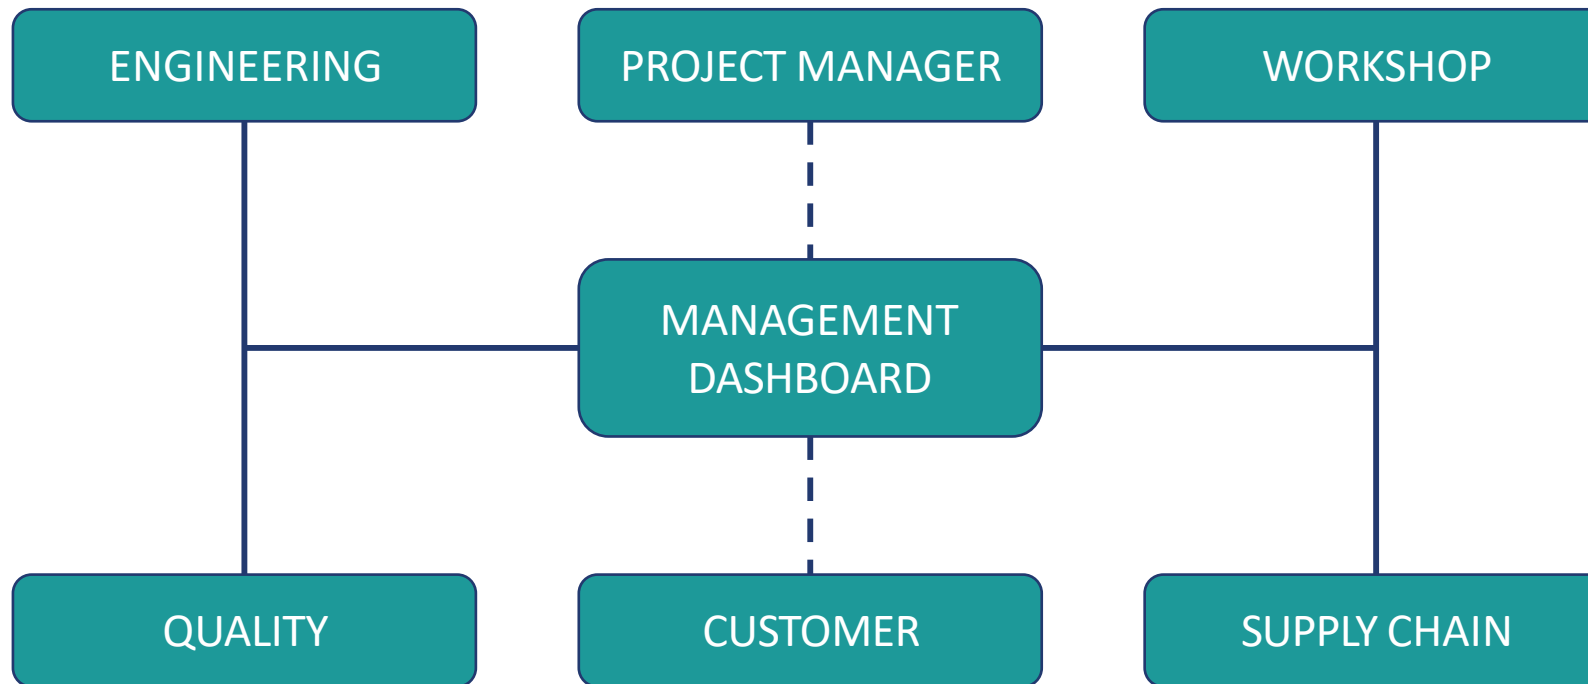 ENGINEERING
PROJECT MANAGER
WORKSHOP
MANAGEMENT
DASHBOARD
QUALITY
CUSTOMER
SUPPLY CHAIN